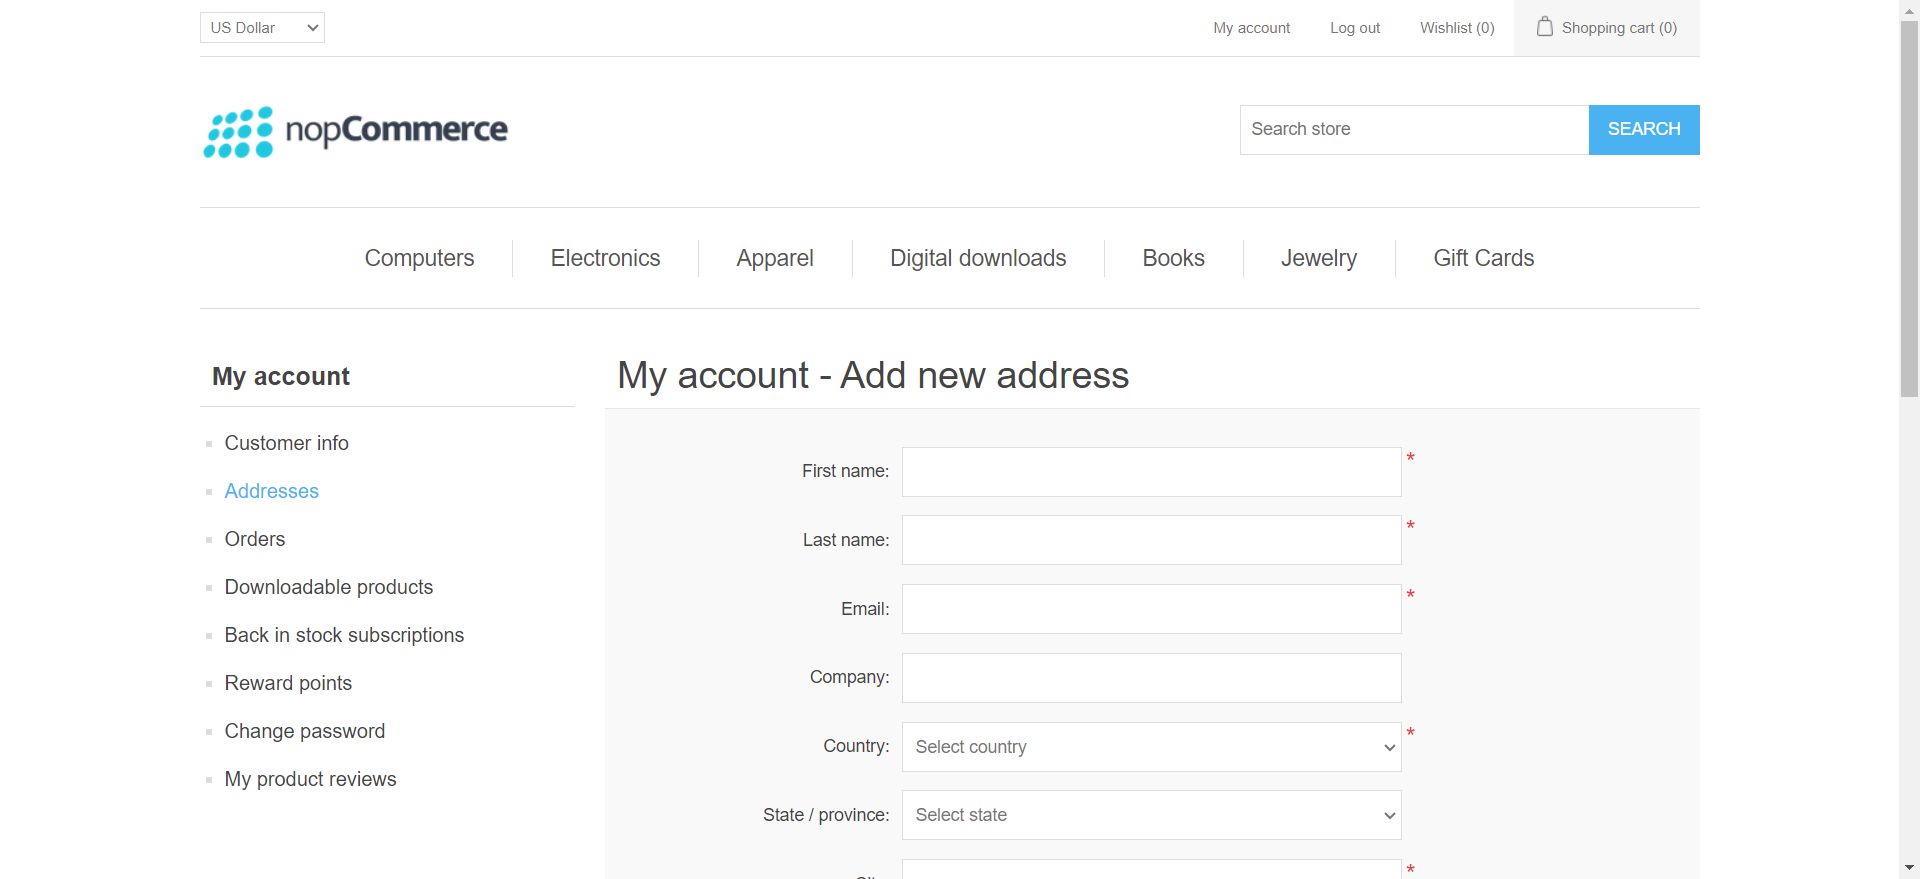 US Dollar
My account
Log out
Wishlist (0)
Shopping cart (0)
nopCommerce
Search store
SEARCH
Computers
Electronics
Apparel
Digital downloads
Books
Jewelry
Gift Cards
My account
Customer info
Addresses
Orders
Downloadable products
Back in stock subscriptions
Reward points
Change password
My product reviews
My account - Add new address
First name:
*
Last name:
*
Email:
*
Company:
Country:
Select country
*
State / province:
Select state
*